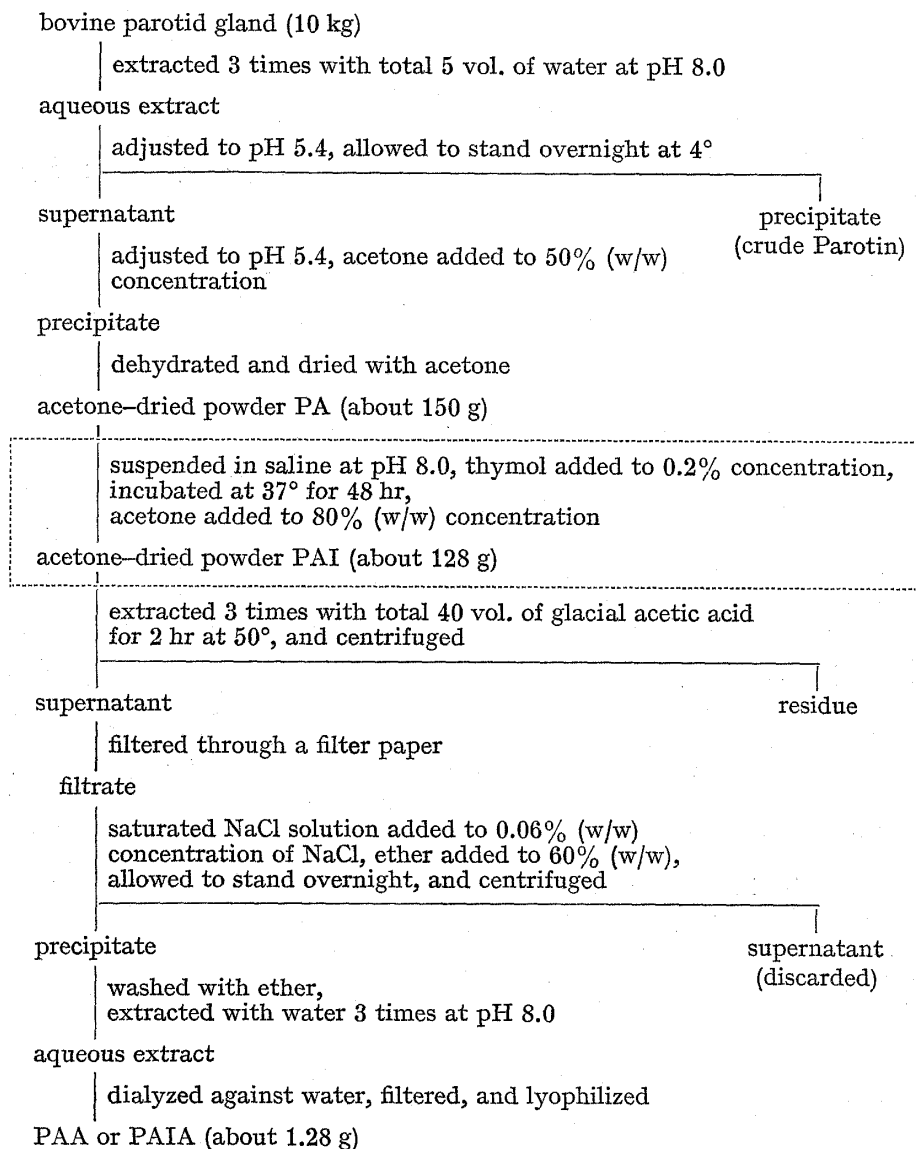 bovine parotid gland (10 kg)
extracted 3 times with total 5 vol. of water at pH 8.0
aqueous extract
adjusted to pH 5.4, allowed to stand overnight at 4°
supernatant
precipitate
(crude Parotin)
adjusted to pH 5.4, acetone added to 50% (w/w)
concentration
precipitate
dehydrated and dried with acetone
acetone–dried powder PA (about 150 g)
suspended in saline at pH 8.0, thymol added to 0.2% concentration,
incubated at 37° for 48 hr,
acetone added to 80% (w/w) concentration
acetone–dried powder PAI (about 128 g)
extracted 3 times with total 40 vol. of glacial acetic acid
for 2 hr at 50°, and centrifuged
supernatant
residue
filtered through a filter paper
filtrate
saturated NaCl solution added to 0.06% (w/w)
concentration of NaCl, ether added to 60% (w/w),
allowed to stand overnight, and centrifuged
precipitate
supernatant
(discarded)
washed with ether,
extracted with water 3 times at pH 8.0
aqueous extract
dialyzed against water, filtered, and lyophilized
PAA or PAIA (about 1.28 g)